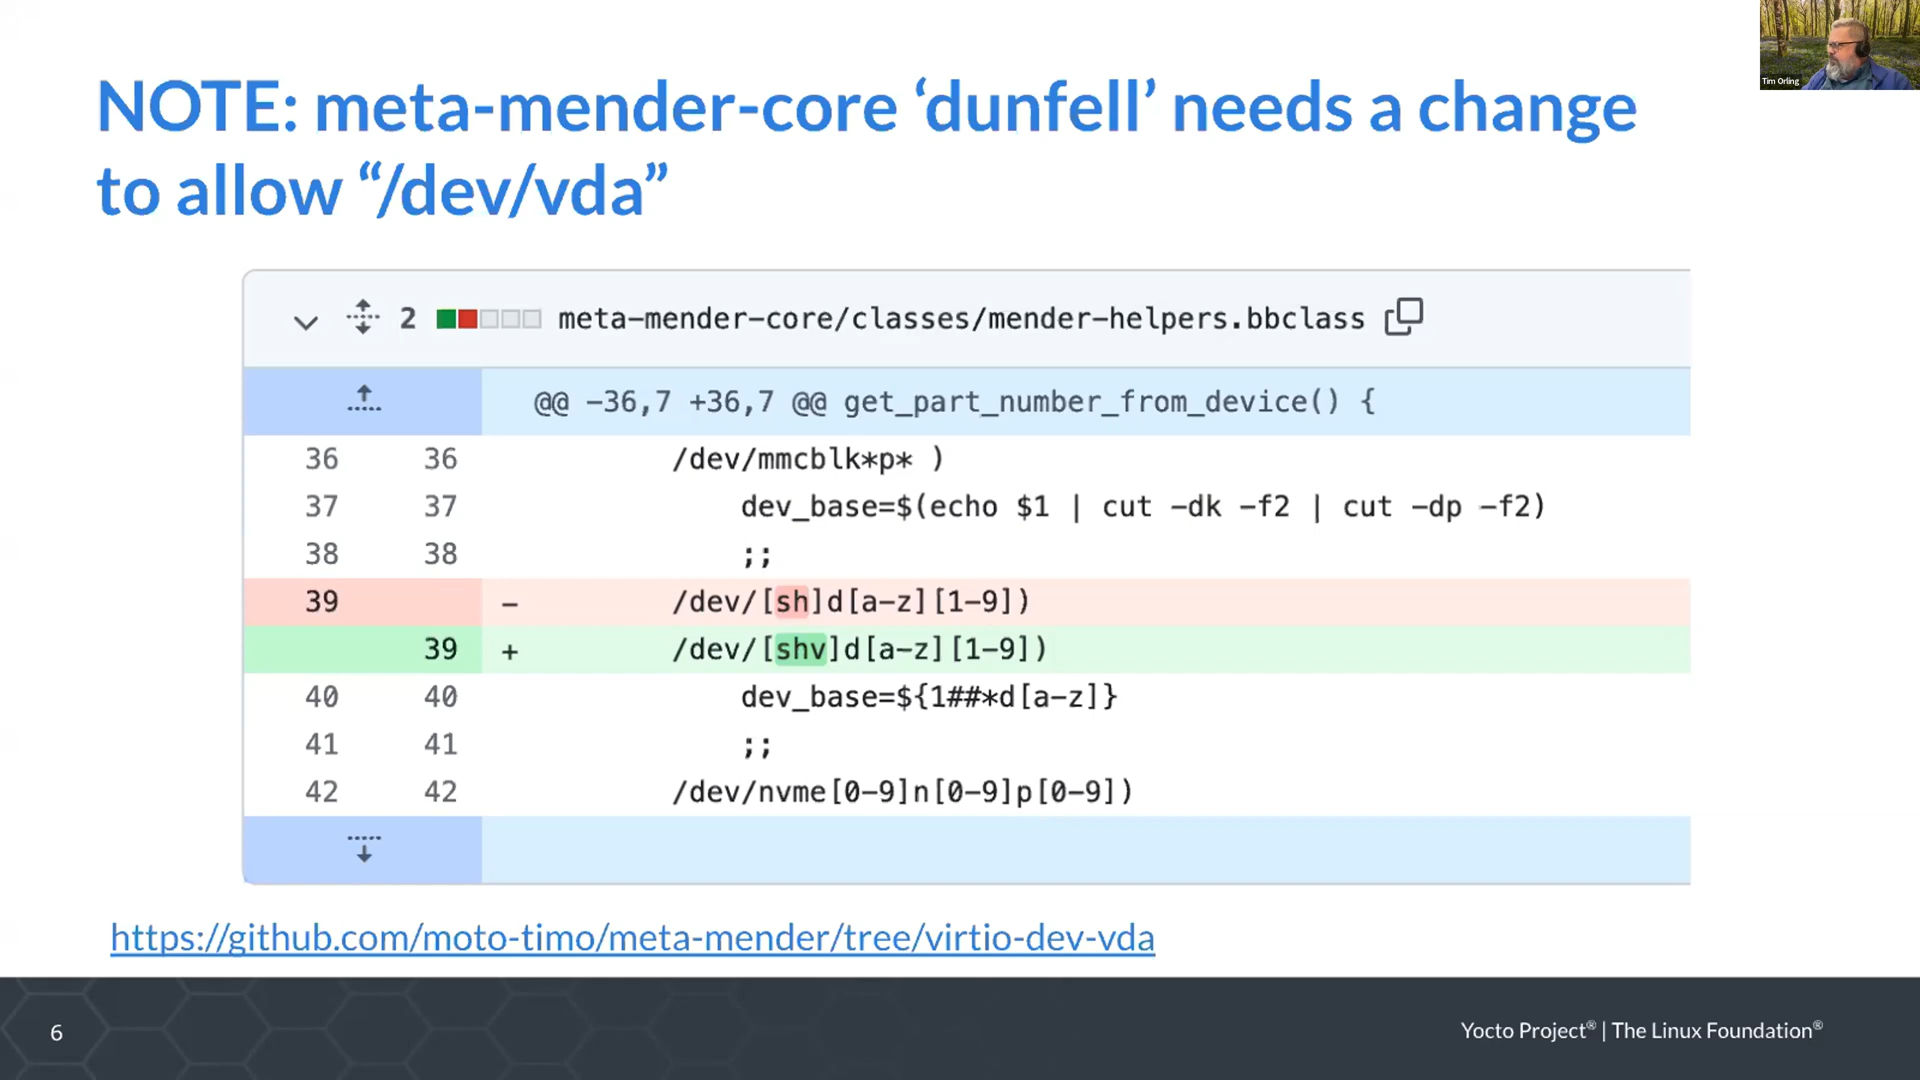 Tim Orling
NOTE: meta-mender-core ‘dunfell’ needs a change
to allow “/dev/vda”
2 meta-mender-core/classes/mender-helpers.bbclass
@@ -36,7 +36,7 @@ get_part_number_from_device() {
36 36 /dev/mmcblk*p* )
37 37 dev_base=$(echo $1 | cut -dk -f2 | cut -dp -f2)
38 38 ;;
39 - /dev/[sh]d[a-z][1-9])
39 + /dev/[shv]d[a-z][1-9])
40 40 dev_base=${1##*d[a-z]}
41 41 ;;
42 42 /dev/nvme[0-9]n[0-9]p[0-9])
https://github.com/moto-timo/meta-mender/tree/virtio-dev-vda
6
Yocto Project® | The Linux Foundation®